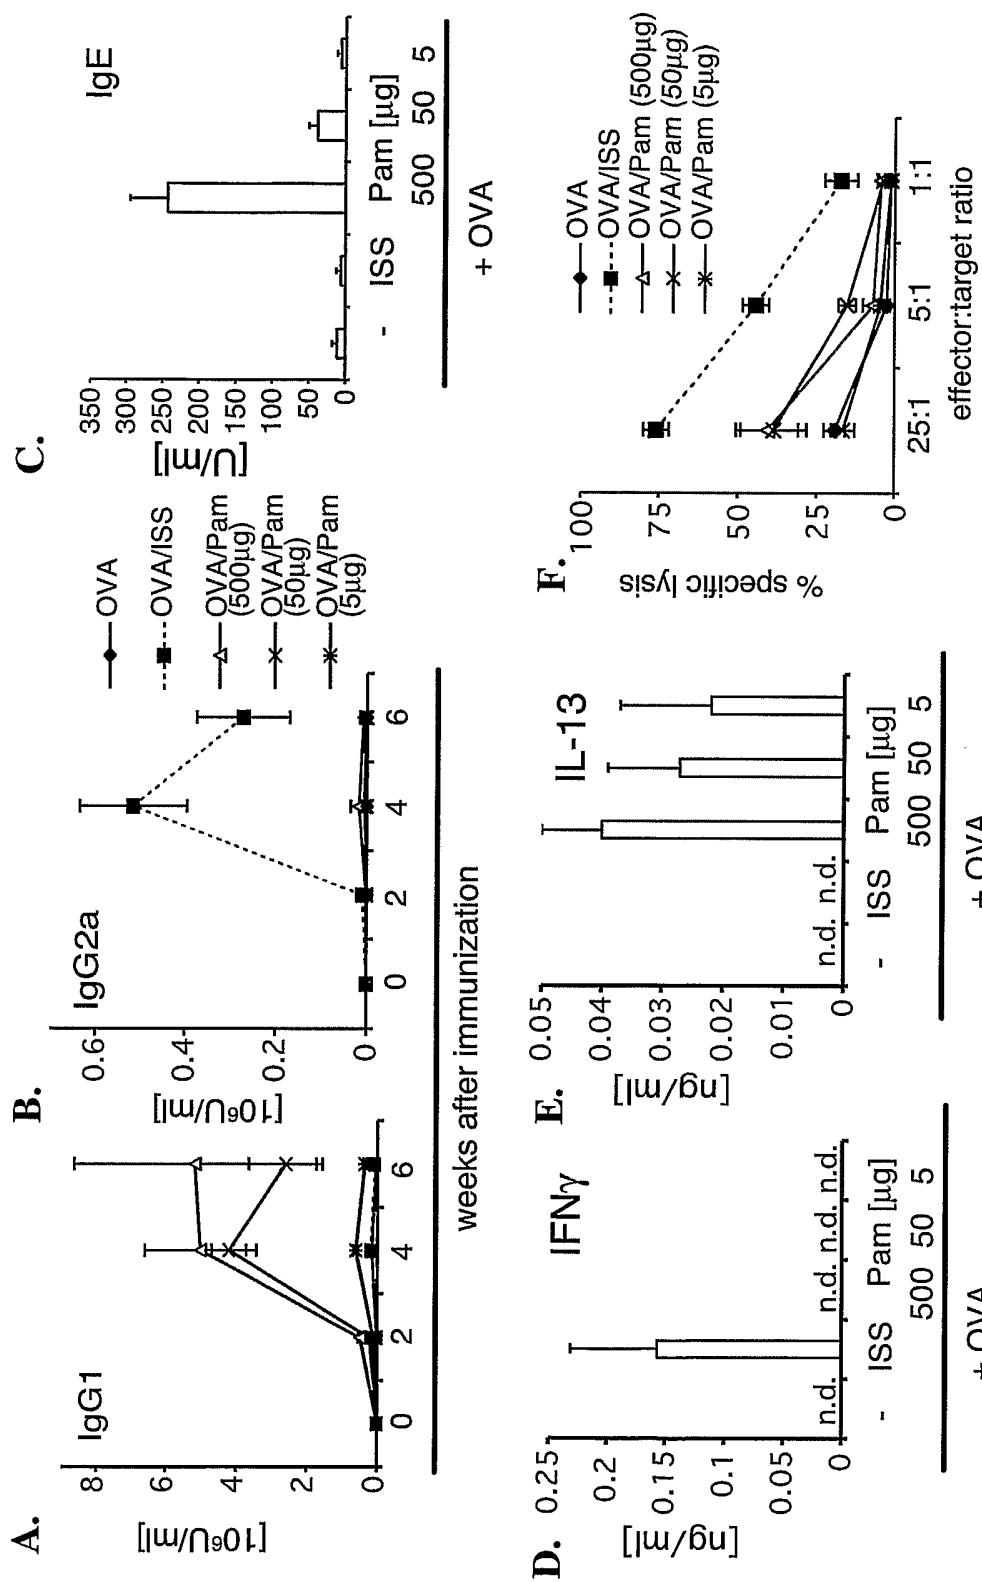 A.
IgG1
[10⁶U/ml]
8
6
4
2
0
0 2 4 6
B.
IgG2a
[10⁶U/ml]
0.6
0.4
0.2
0
0 2 4 6
weeks after immunization
OVA
OVA/ISS
OVA/Pam
(500µg)
OVA/Pam
(50µg)
OVA/Pam
(5µg)
C.
IgE
[U/ml]
350
300
250
200
150
100
50
0
- ISS Pam [µg]
500 50 5
+ OVA
D.
IFNγ
[ng/ml]
0.25
0.2
0.15
0.1
0.05
0
n.d. n.d. n.d. n.d.
- ISS Pam [µg]
500 50 5
+ OVA
E.
IL-13
[ng/ml]
0.05
0.04
0.03
0.02
0.01
0
n.d. n.d.
- ISS Pam [µg]
500 50 5
+ OVA
F.
% specific lysis
100
75
50
25
0
25:1 5:1 1:1
effector:target ratio
OVA
OVA/ISS
OVA/Pam (500µg)
OVA/Pam (50µg)
OVA/Pam (5µg)